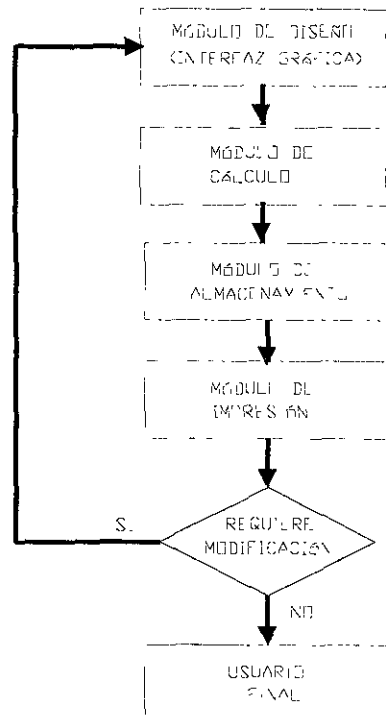 MÓDULO DE DISEÑO
(INTERFAZ GRÁFICA)
MÓDULO DE
CÁLCULO
MÓDULO DE
ALMACENAMIENTO
MÓDULO DE
IMPRESIÓN
REQUIERE
MODIFICACIÓN
SI
NO
USUARIO
FINAL